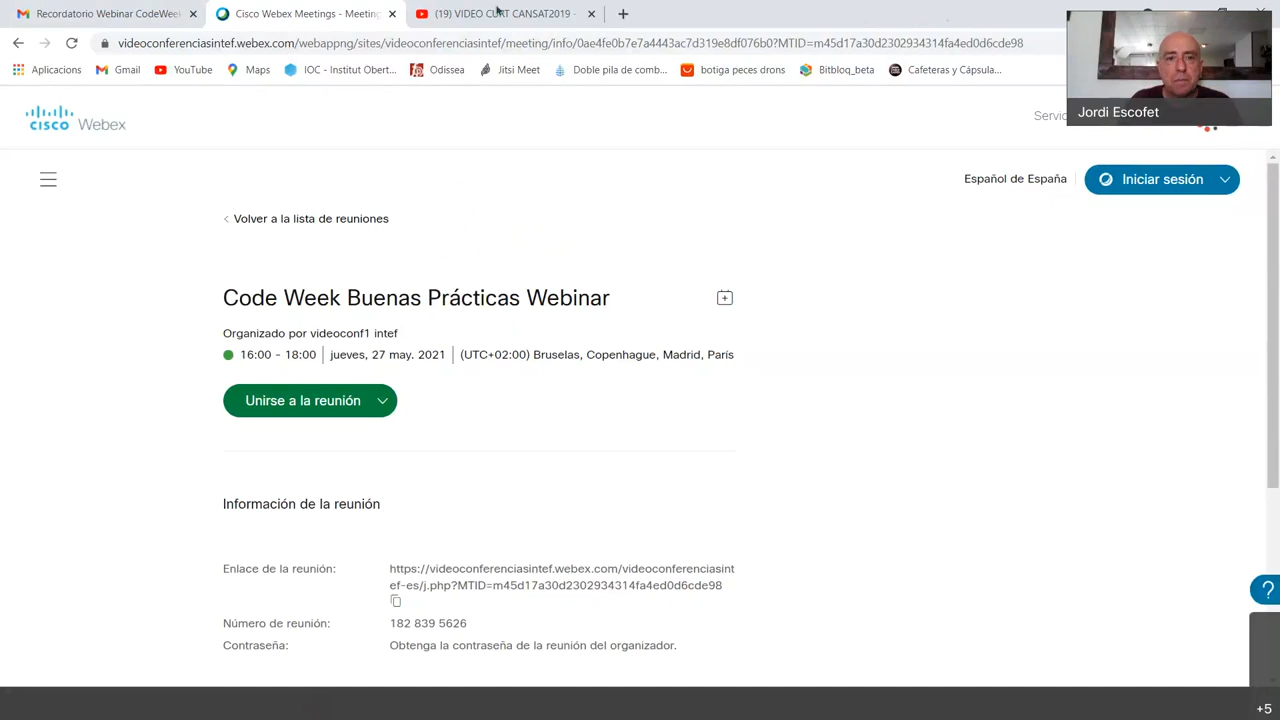 Recordatorio Webinar CodeWeek
Cisco Webex Meetings - Meeting
(19) VIDEO CURT CANSAT2019 -
videoconferenciasintef.webex.com/webappng/sites/videoconferenciasintef/meeting/info/0ae4fe0b7e7a4443ac7d319e8df076b0?MTID=m45d17a30d2302934314fa4ed0d6cde98
Aplicacions
Gmail
YouTube
Maps
IOC - Institut Obert...
Odissea
Jitsi Meet
Doble pila de comb...
botiga peces drons
Bitbloq_beta
Cafeteras y Cápsula...
Jordi Escofet
CISCO Webex
Servic
Español de España
Iniciar sesión
Volver a la lista de reuniones
Code Week Buenas Prácticas Webinar
Organizado por videoconf1 intef
16:00 - 18:00 | jueves, 27 may. 2021 | (UTC+02:00) Bruselas, Copenhague, Madrid, París
Unirse a la reunión
Información de la reunión
Enlace de la reunión: https://videoconferenciasintef.webex.com/videoconferenciasint
ef-es/j.php?MTID=m45d17a30d2302934314fa4ed0d6cde98
Número de reunión: 182 839 5626
Contraseña: Obtenga la contraseña de la reunión del organizador.
?
+5